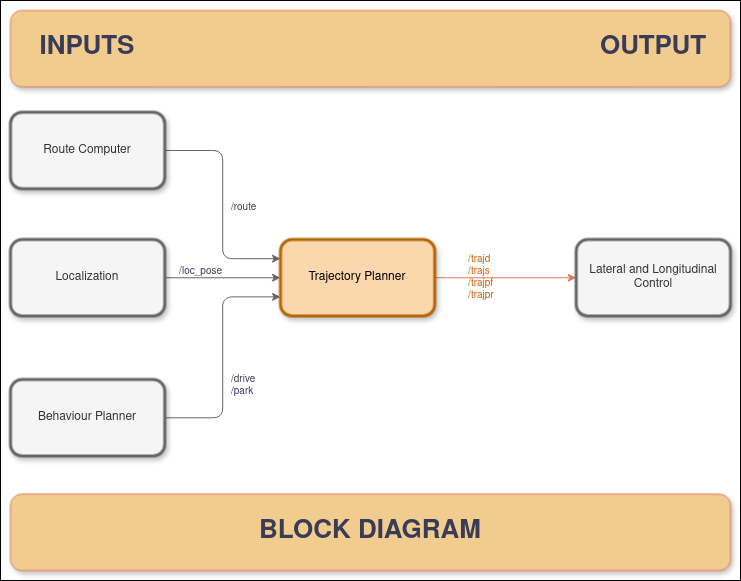 INPUTS
OUTPUT
Route Computer
/route
Localization
/loc_pose
Trajectory Planner
/trajd
/trajs
/trajpf
/trajpr
Lateral and Longitudinal
Control
/drive
/park
Behaviour Planner
BLOCK DIAGRAM